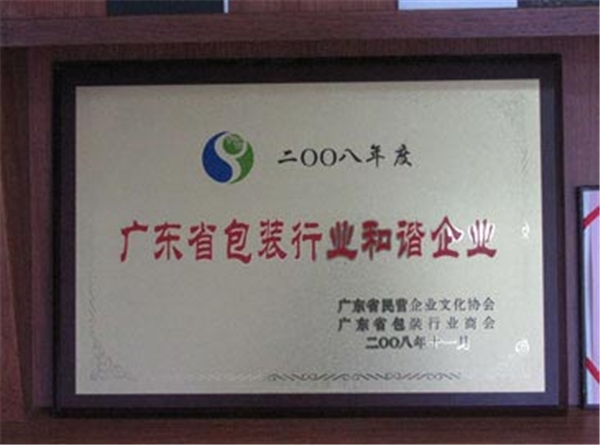 二OO八年度
广东省包装行业和谐企业
广东省民营企业文化协会
广东省包装行业商会
二OO八年十一月